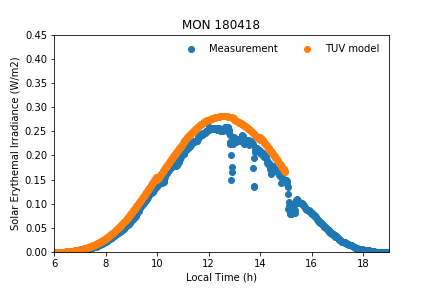 MON 180418
Measurement TUV model
Solar Erythemal Irradiance (W/m2)
0.45
0.40
0.35
0.30
0.25
0.20
0.15
0.10
0.05
0.00
6 8 10 12 14 16 18
Local Time (h)